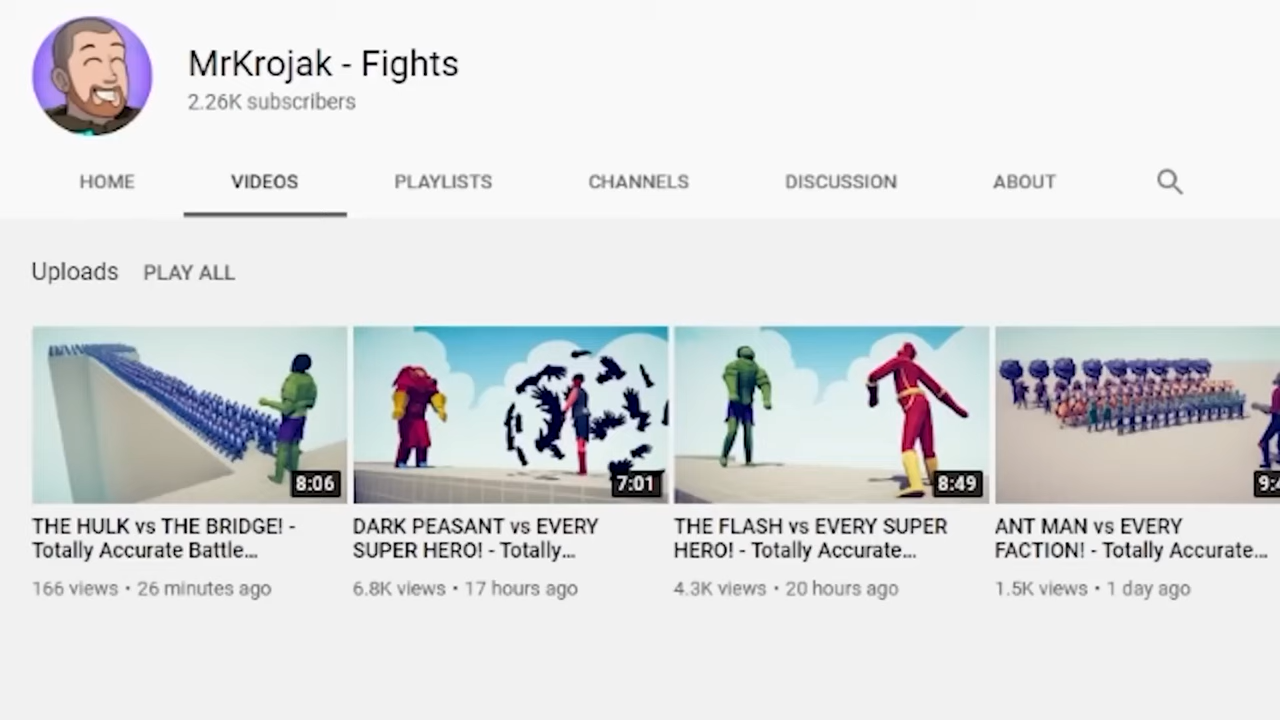 MrKrojak - Fights
2.26K subscribers
HOME VIDEOS PLAYLISTS CHANNELS DISCUSSION ABOUT
Uploads PLAY ALL
8:06 7:01 8:49 9:4
THE HULK vs THE BRIDGE! -
Totally Accurate Battle...
166 views • 26 minutes ago
DARK PEASANT vs EVERY
SUPER HERO! - Totally...
6.8K views • 17 hours ago
THE FLASH vs EVERY SUPER
HERO! - Totally Accurate...
4.3K views • 20 hours ago
ANT MAN vs EVERY
FACTION! - Totally Accurate...
1.5K views • 1 day ago